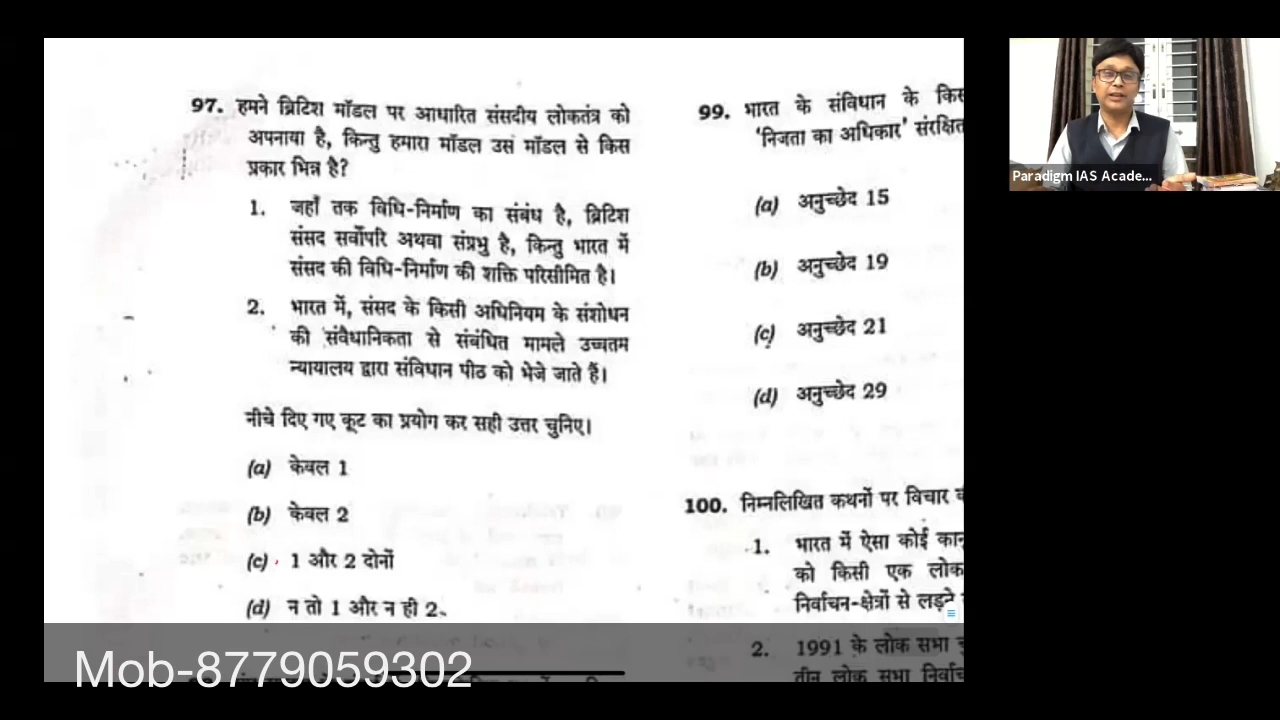 97. हमने ब्रिटिश मॉडल पर आधारित संसदीय लोकतंत्र को
अपनाया है, किन्तु हमारा मॉडल उस मॉडल से किस
प्रकार भिन्न है?
1. जहाँ तक विधि-निर्माण का संबंध है, ब्रिटिश
संसद सर्वोपरि अथवा संप्रभु है, किन्तु भारत में
संसद की विधि-निर्माण की शक्ति परिसीमित है।
2. भारत में, संसद के किसी अधिनियम के संशोधन
की संवैधानिकता से संबंधित मामले उच्चतम
न्यायालय द्वारा संविधान पीठ को भेजे जाते हैं।
नीचे दिए गए कूट का प्रयोग कर सही उत्तर चुनिए।
(a) केवल 1
(b) केवल 2
(c) 1 और 2 दोनों
(d) न तो 1 और न ही 2
99. भारत के संविधान के किस
'निजता का अधिकार' संरक्षित
(a) अनुच्छेद 15
(b) अनुच्छेद 19
(c) अनुच्छेद 21
(d) अनुच्छेद 29
100. निम्नलिखित कथनों पर विचार
1. भारत में ऐसा कोई
को किसी एक लोक
निर्वाचन-क्षेत्रों से लड़ने
2. 1991 के लोक सभा
तीन लोक सभा
Mob-8779059302
Paradigm IAS Acade...